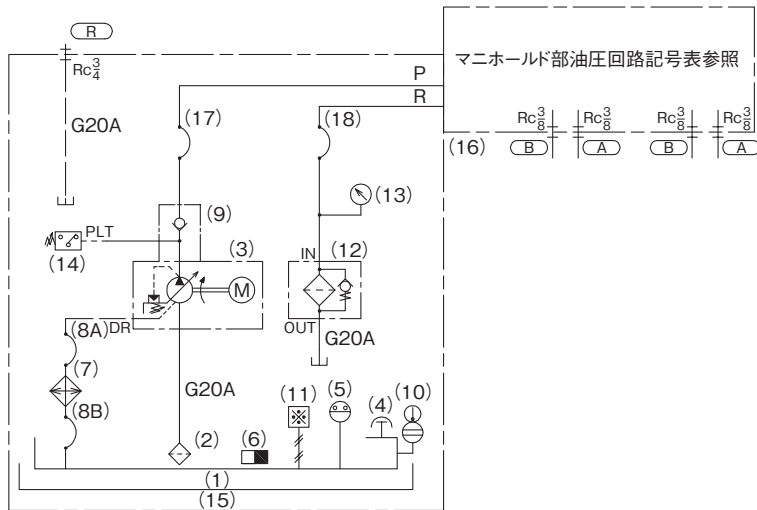 R
Rc3/4
G20A
マニホールド部油圧回路記号表参照
P
R
Rc3/8
Rc3/8
Rc3/8
Rc3/8
B
A
B
A
(16)
(17)
(18)
(13)
(9)
PLT
(14)
(3)
M
IN
(12)
OUT
G20A
(8A)
DR
(7)
(8B)
G20A
(2)
(6)
(11)
(5)
(4)
(10)
(1)
(15)